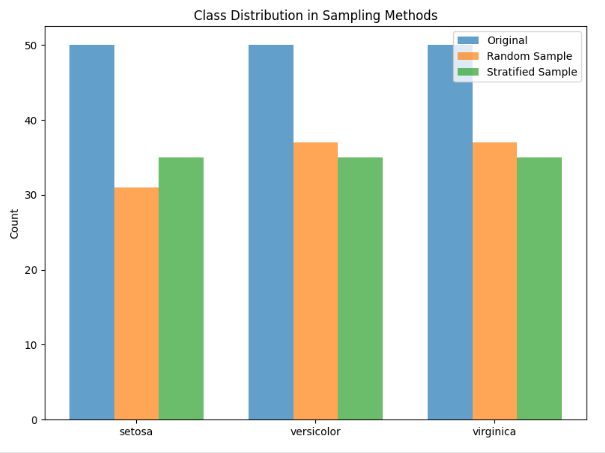 Class Distribution in Sampling Methods
Original
Random Sample
Stratified Sample
Count
50
40
30
20
10
0
setosa
versicolor
virginica